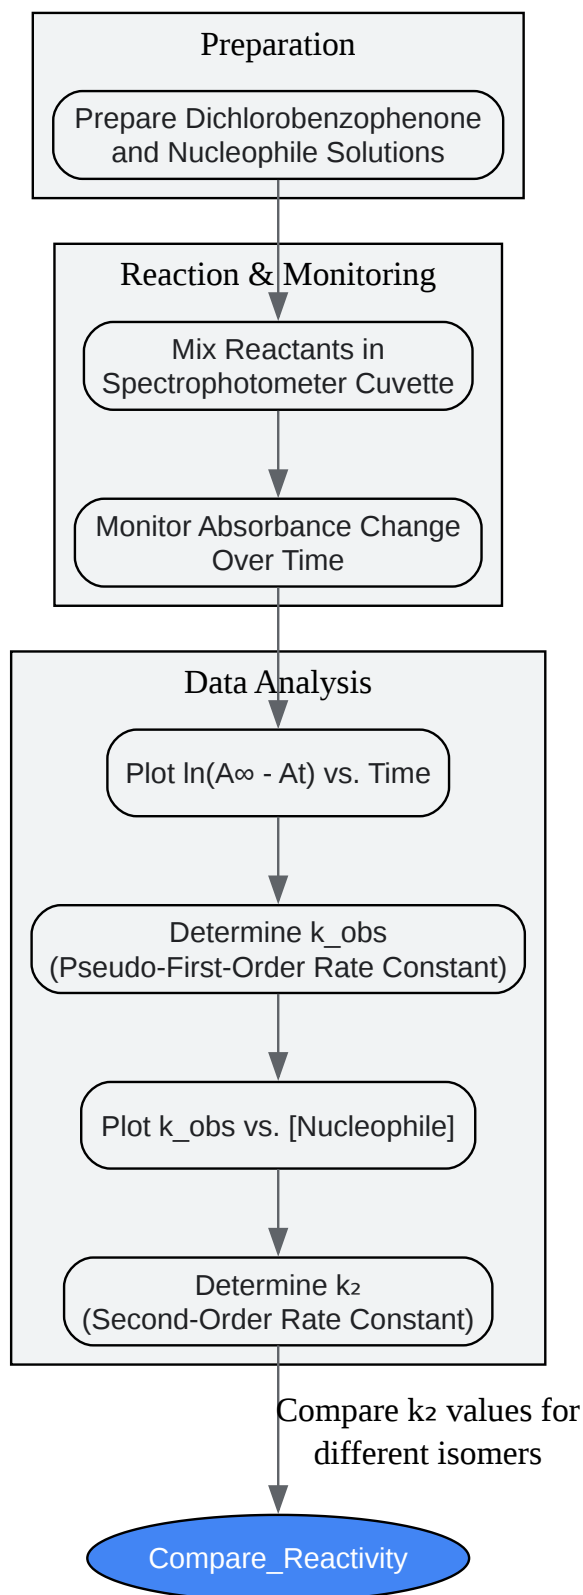 Preparation
Prepare Dichlorobenzophenone
and Nucleophile Solutions
Reaction & Monitoring
Mix Reactants in
Spectrophotometer Cuvette
Monitor Absorbance Change
Over Time
Data Analysis
Plot ln(A∞ - At) vs. Time
Determine k_obs
(Pseudo-First-Order Rate Constant)
Plot k_obs vs. [Nucleophile]
Determine k₂
(Second-Order Rate Constant)
Compare k₂ values for
different isomers
Compare_Reactivity